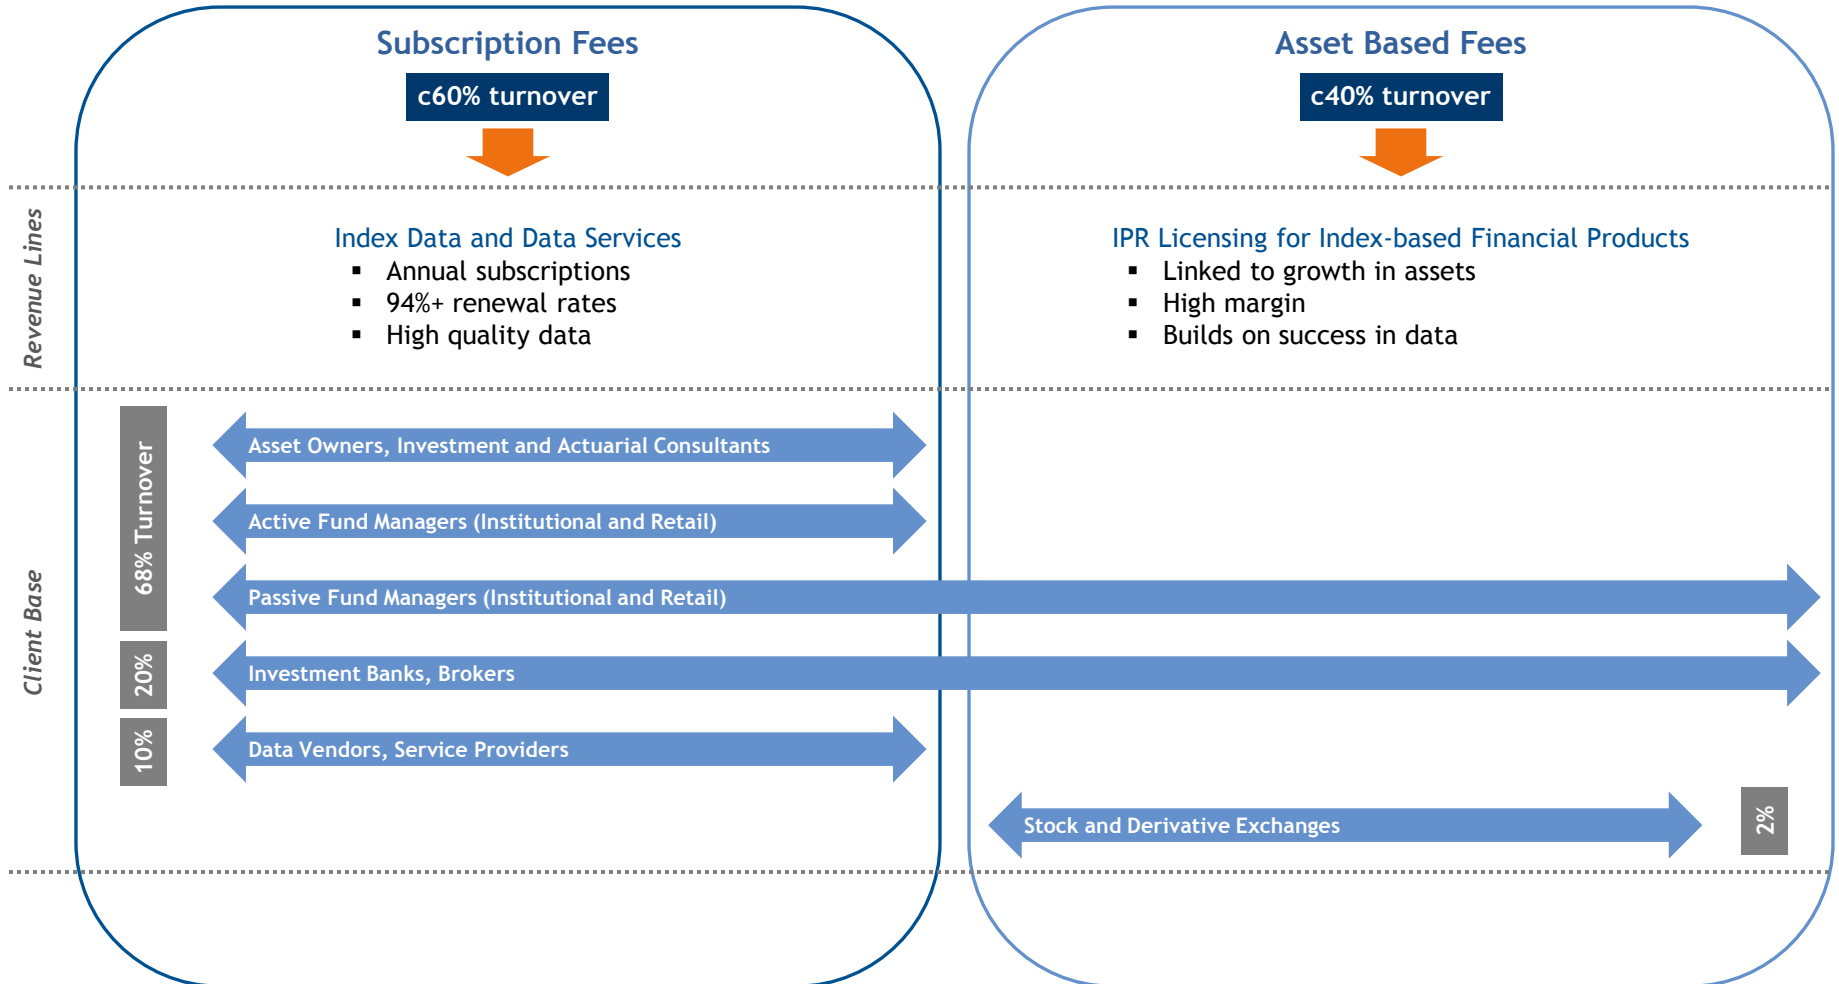 Subscription Fees
Asset Based Fees
c60% turnover
c40% turnover
Revenue Lines
Index Data and Data Services
▪ Annual subscriptions
▪ 94%+ renewal rates
▪ High quality data
IPR Licensing for Index-based Financial Products
▪ Linked to growth in assets
▪ High margin
▪ Builds on success in data
Client Base
68% Turnover
Asset Owners, Investment and Actuarial Consultants
Active Fund Managers (Institutional and Retail)
Passive Fund Managers (Institutional and Retail)
20%
Investment Banks, Brokers
10%
Data Vendors, Service Providers
Stock and Derivative Exchanges
2%